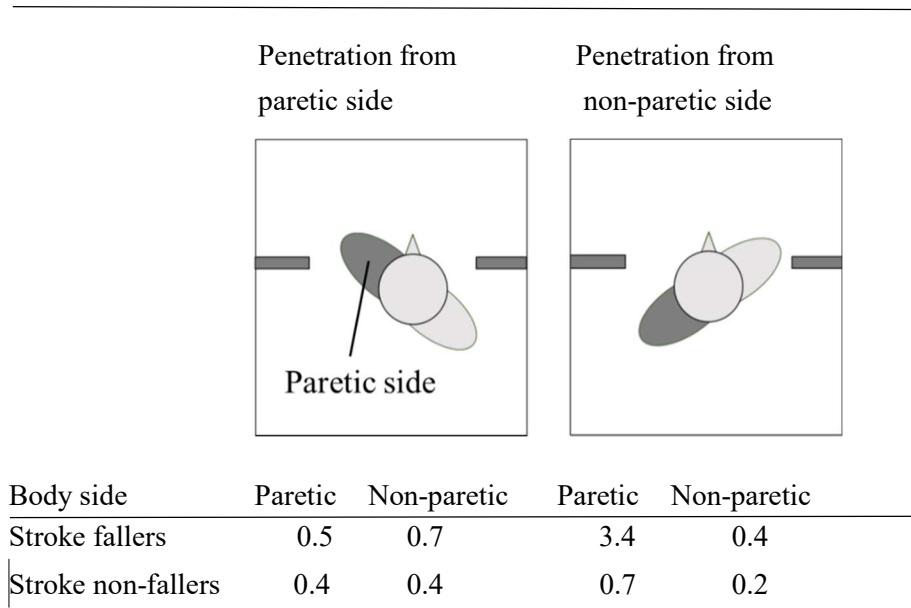 Penetration from paretic side
Penetration from non-paretic side
Paretic side
Body side Paretic Non-paretic Paretic Non-paretic
Stroke fallers 0.5 0.7 3.4 0.4
Stroke non-fallers 0.4 0.4 0.7 0.2